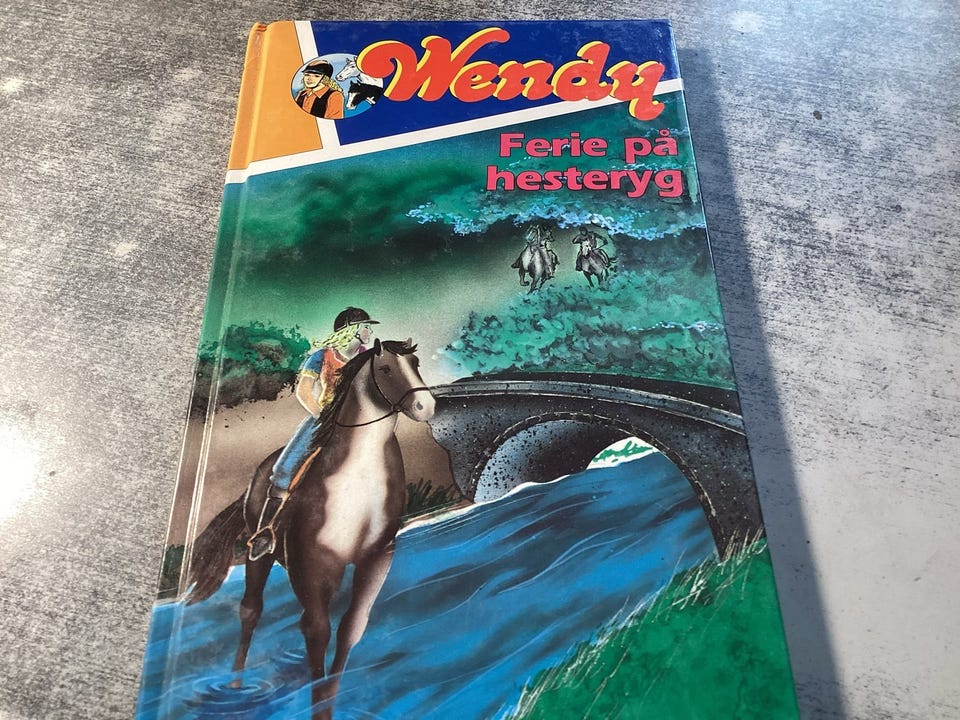 Wendy
Ferie på
hesteryg